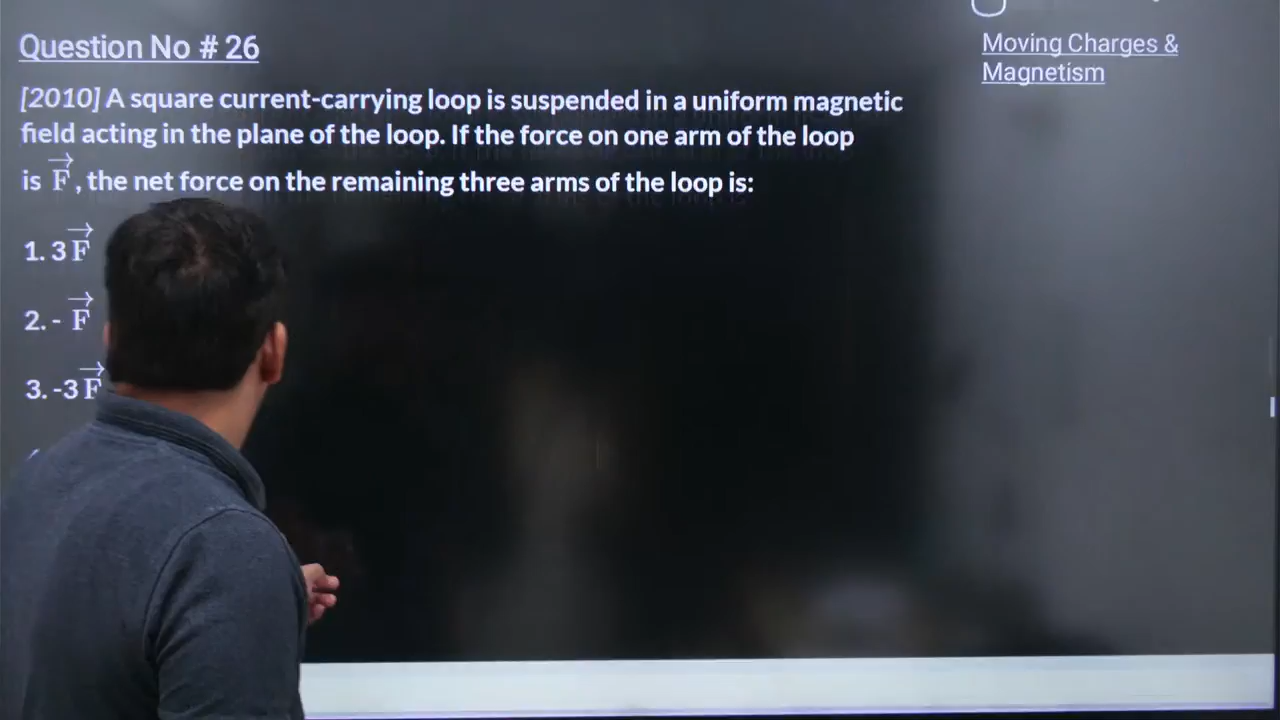 Question No # 26
Moving Charges &
Magnetism
[2010] A square current-carrying loop is suspended in a uniform magnetic
field acting in the plane of the loop. If the force on one arm of the loop
is F⃗, the net force on the remaining three arms of the loop is:
1. 3 F⃗
2. - F⃗
3. -3 F⃗